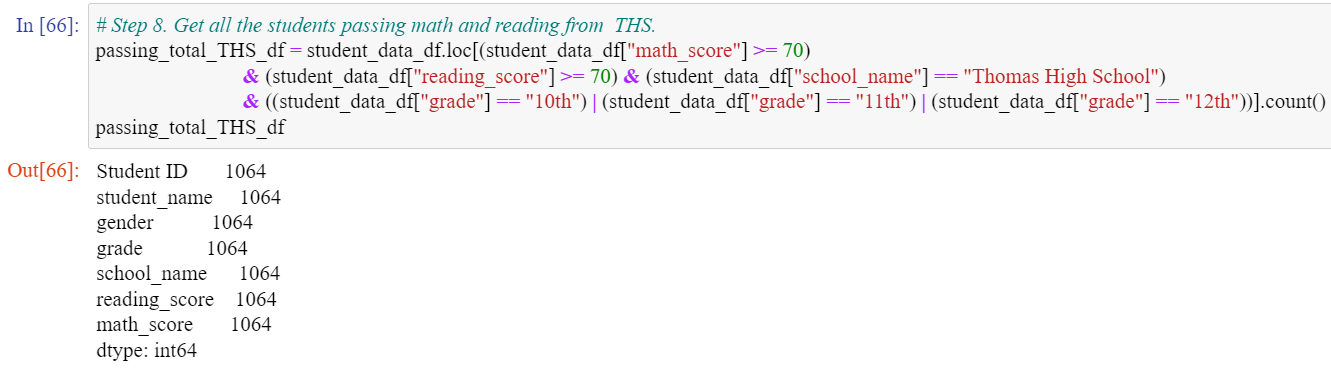 In [66]: # Step 8. Get all the students passing math and reading from  THS.
passing_total_THS_df = student_data_df.loc[(student_data_df["math_score"] >= 70)
& (student_data_df["reading_score"] >= 70) & (student_data_df["school_name"] == "Thomas High School")
& ((student_data_df["grade"] == "10th") | (student_data_df["grade"] == "11th") | (student_data_df["grade"] == "12th"))].count()
passing_total_THS_df
Out[66]: Student ID 1064
student_name 1064
gender 1064
grade 1064
school_name 1064
reading_score 1064
math_score 1064
dtype: int64